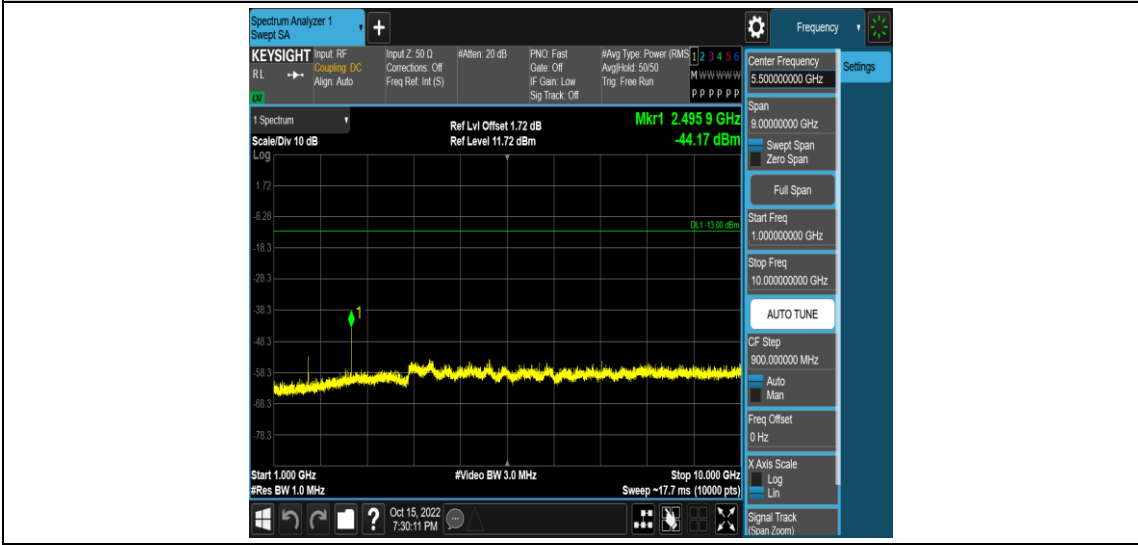 Spectrum Analyzer 1
Swept SA
+
Frequency
KEYSIGHT
RL
LM
Input: RF
Coupling: DC
Align: Auto
Input Z: 50 Ω
Corrections: Off
Freq Ref: Int (S)
#Atten: 20 dB
PNO: Fast
Gate: Off
IF Gain: Low
Sig Track: Off
#Avg Type: Power (RMS
Avg|Hold: 50/50
Trig: Free Run
1 2 3 4 5 6
M W W W W W
P P P P P P
1 Spectrum
Scale/Div 10 dB
Log
Ref Lvl Offset 1.72 dB
Ref Level 11.72 dBm
Mkr1 2.495 9 GHz
-44.17 dBm
1.72
-8.28
-18.3
-28.3
-38.3
-48.3
-58.3
-68.3
-78.3
DL1 -13.00 dBm
1
Start 1.000 GHz
#Res BW 1.0 MHz
#Video BW 3.0 MHz
Stop 10.000 GHz
Sweep ~17.7 ms (10000 pts)
?
Oct 15, 2022
7:30:11 PM
Center Frequency
5.500000000 GHz
Settings
Span
9.00000000 GHz
Swept Span
Zero Span
Full Span
Start Freq
1.000000000 GHz
Stop Freq
10.000000000 GHz
AUTO TUNE
CF Step
900.000000 MHz
Auto
Man
Freq Offset
0 Hz
X Axis Scale
Log
Lin
Signal Track
(Span Zoom)